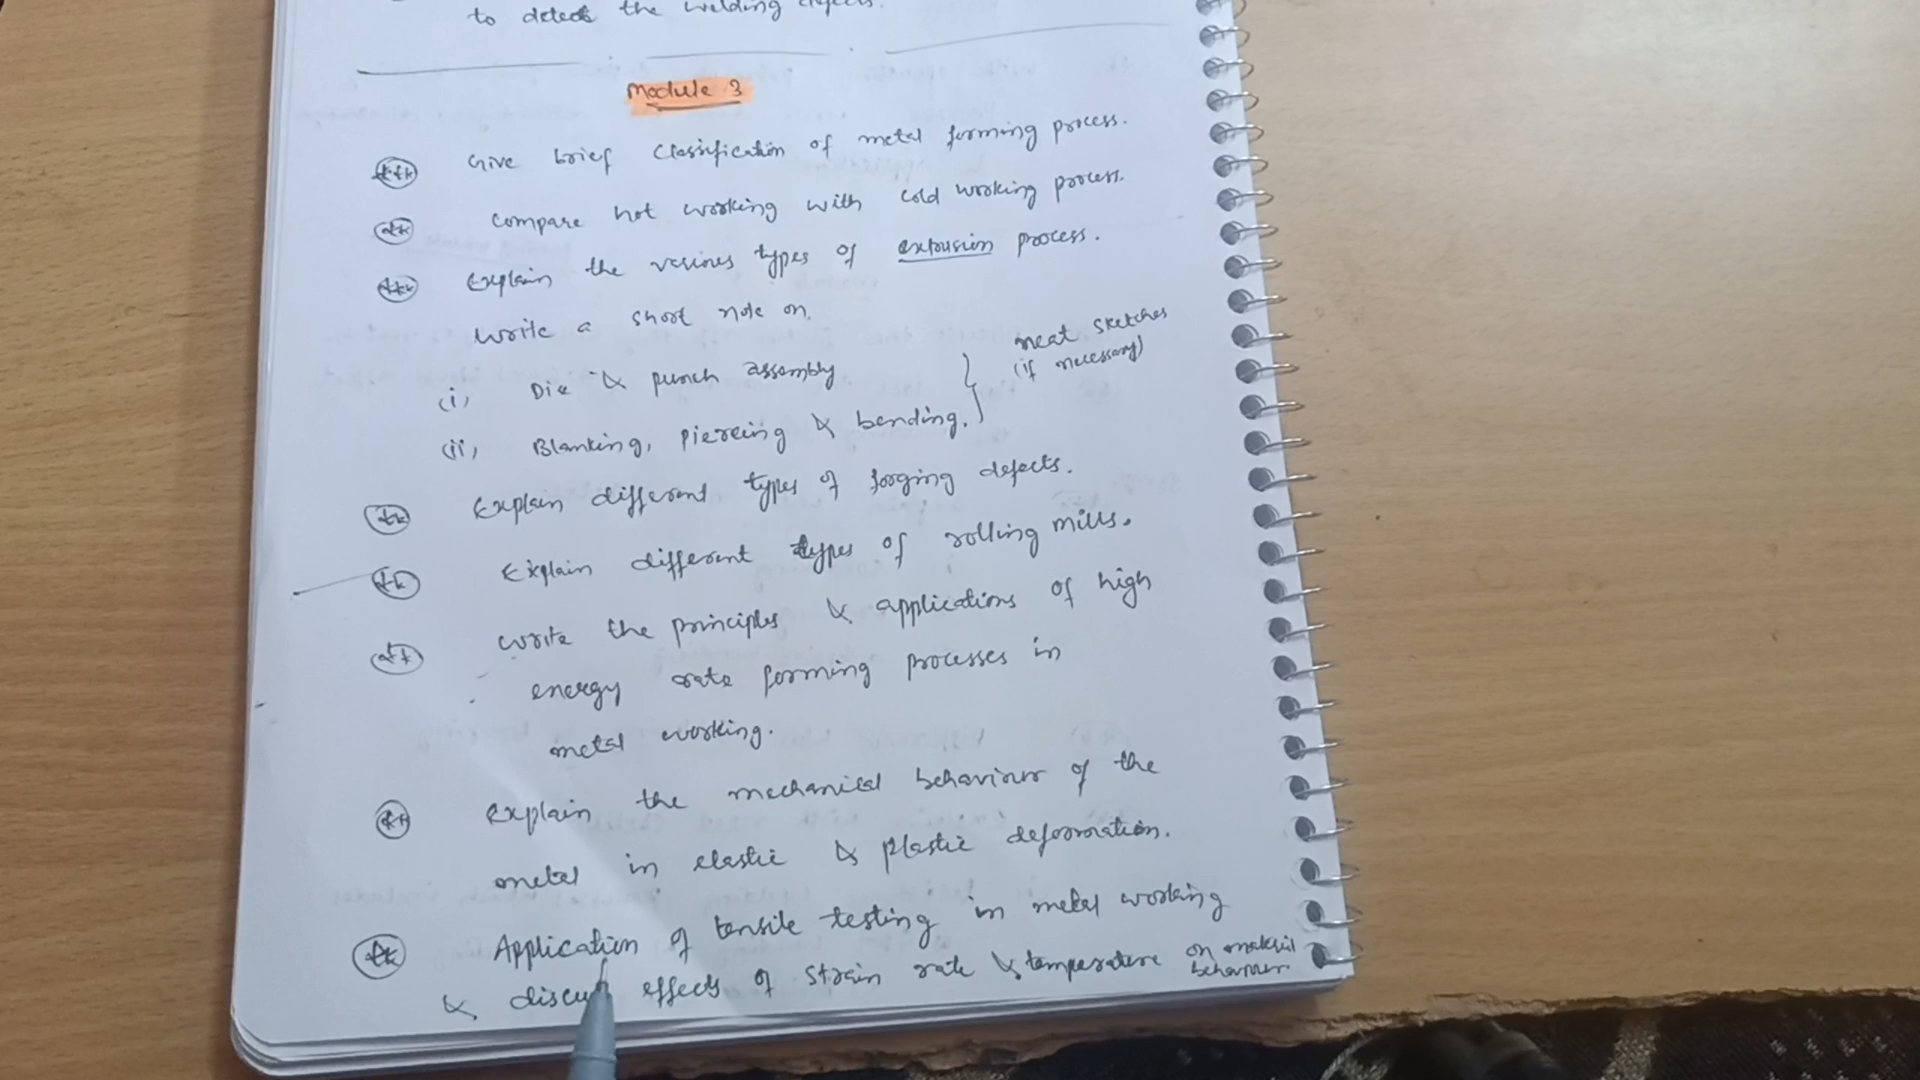 to detect the welding defects.
Module 3
Give brief classification of metal forming process.
compare hot working with cold working process.
Explain the various types of extrusion process.
Write a short note on.
(i) Die & punch assembly
neat sketches
(if necessary)
(ii) Blanking, piercing & bending.
Explain different types of forging defects.
Explain different types of rolling mills.
Write the principles & applications of high
energy rate forming processes in
metal working.
Explain the mechanical behaviour of the
metal in elastic & plastic deformation.
Application of tensile testing in metal working
& discuss effects of strain rate & temperature on material
behaviour